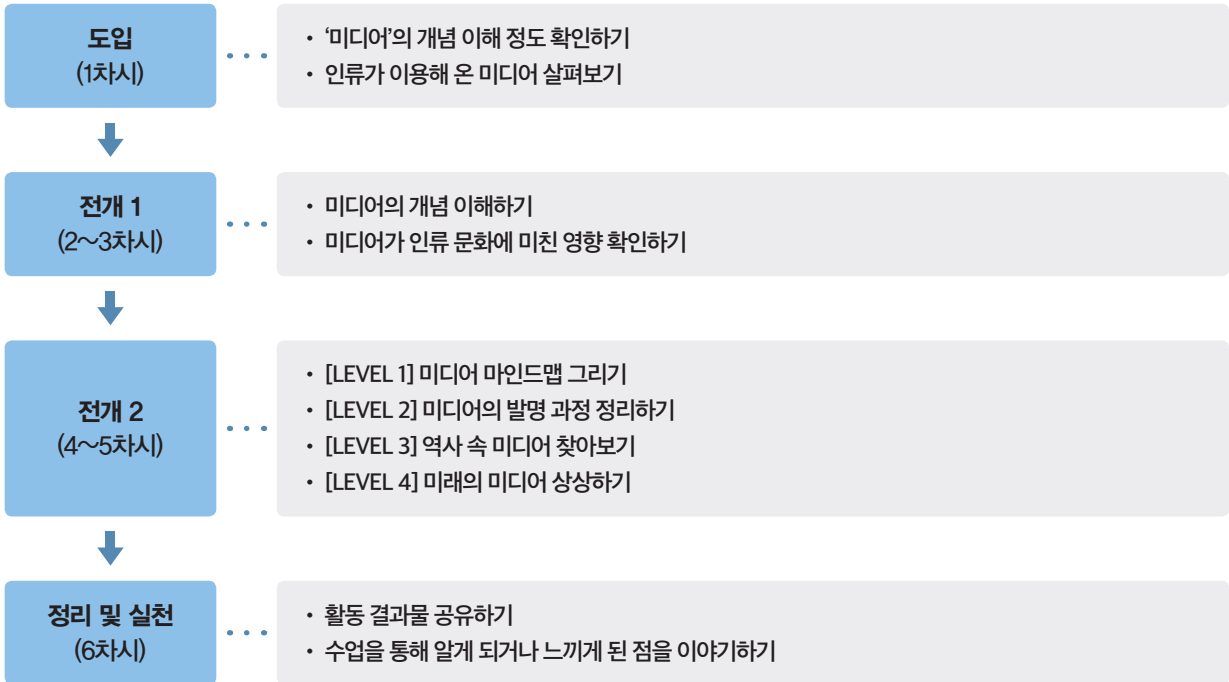 도입
(1차시)
• ‘미디어’의 개념 이해 정도 확인하기
• 인류가 이용해 온 미디어 살펴보기
전개 1
(2~3차시)
• 미디어의 개념 이해하기
• 미디어가 인류 문화에 미친 영향 확인하기
전개 2
(4~5차시)
• [LEVEL 1] 미디어 마인드맵 그리기
• [LEVEL 2] 미디어의 발명 과정 정리하기
• [LEVEL 3] 역사 속 미디어 찾아보기
• [LEVEL 4] 미래의 미디어 상상하기
정리 및 실천
(6차시)
• 활동 결과물 공유하기
• 수업을 통해 알게 되거나 느끼게 된 점을 이야기하기